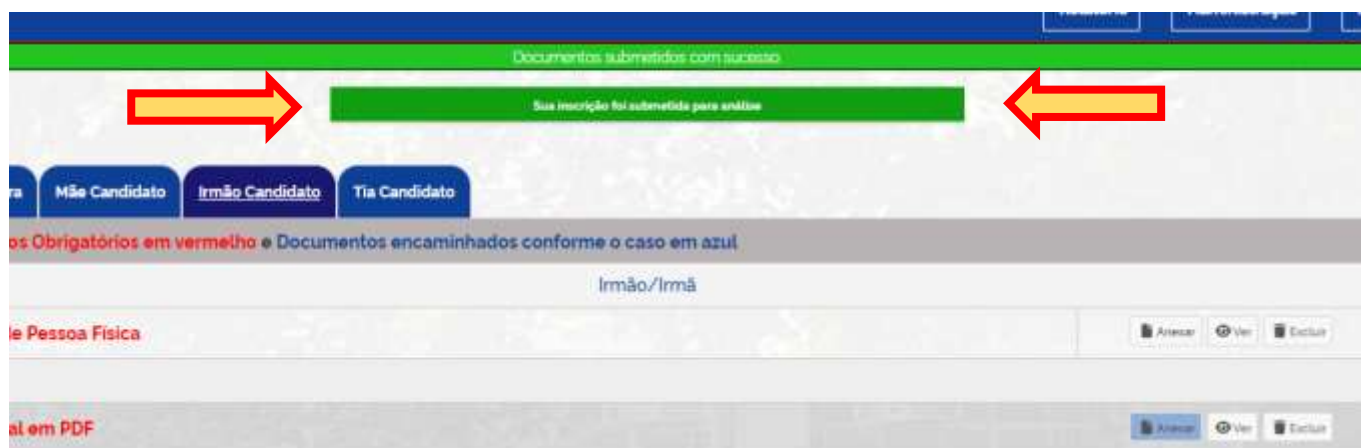 Documentos submetidos com sucesso
Sua inscrição foi submetida para análise
ra Mãe Candidato Irmão Candidato Tia Candidato
os Obrigatórios em vermelho e Documentos encaminhados conforme o caso em azul
Irmão/Irmã
de Pessoa Física Anexar Ver Excluir
al em PDF Anexar Ver Excluir